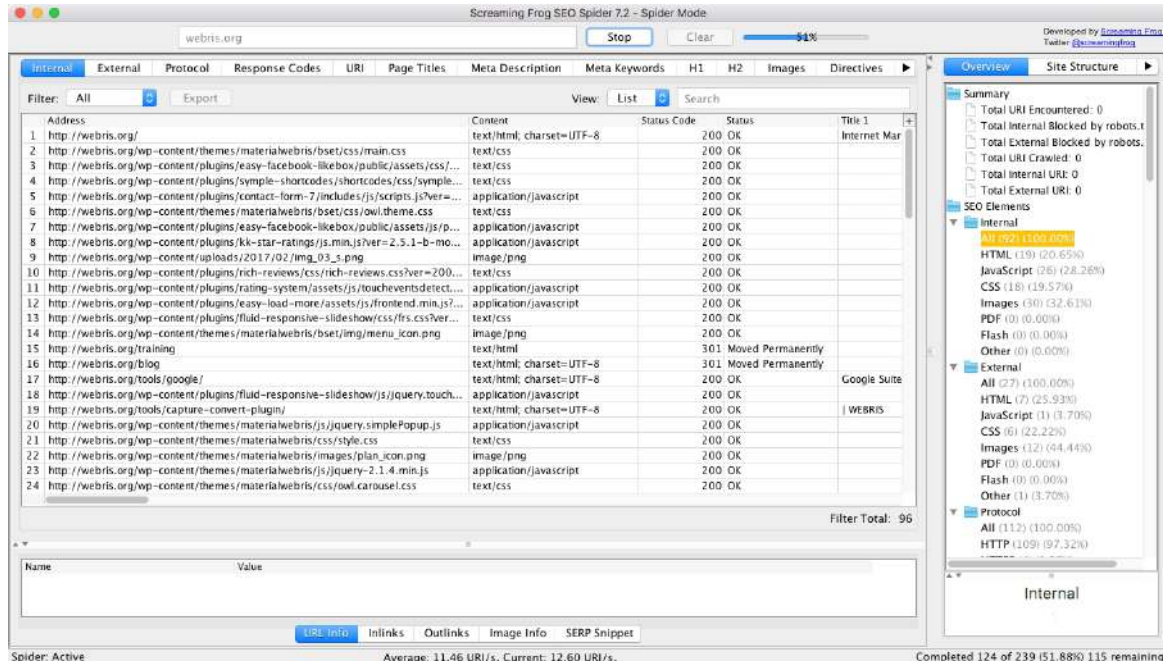 Screaming Frog SEO Spider 7.2 - Spider Mode
webris.org Stop Clear 51%
Developed by Screaming Frog
Twitter @screamingfrog
Internal External Protocol Response Codes URI Page Titles Meta Description Meta Keywords H1 H2 Images Directives
Filter: All Export View: List Search
Address Content Status Code Status Title 1
1 http://webris.org/ text/html; charset=UTF-8 200 OK Internet Mar
2 http://webris.org/wp-content/themes/materialwebris/bset/css/main.css text/css 200 OK
3 http://webris.org/wp-content/plugins/easy-facebook-likebox/public/assets/css/... text/css 200 OK
4 http://webris.org/wp-content/plugins/symple-shortcodes/shortcodes/css/symple... text/css 200 OK
5 http://webris.org/wp-content/plugins/contact-form-7/includes/js/scripts.js?ver=... application/javascript 200 OK
6 http://webris.org/wp-content/themes/materialwebris/bset/css/owl.theme.css text/css 200 OK
7 http://webris.org/wp-content/plugins/easy-facebook-likebox/public/assets/js/p... application/javascript 200 OK
8 http://webris.org/wp-content/plugins/kk-star-ratings/js.min.js?ver=2.5.1-b-mo... application/javascript 200 OK
9 http://webris.org/wp-content/uploads/2017/02/img_03_s.png image/png 200 OK
10 http://webris.org/wp-content/plugins/rich-reviews/css/rich-reviews.css?ver=200... text/css 200 OK
11 http://webris.org/wp-content/plugins/rating-system/assets/js/toucheventsdetect.... application/javascript 200 OK
12 http://webris.org/wp-content/plugins/easy-load-more/assets/js/frontend.min.js?... application/javascript 200 OK
13 http://webris.org/wp-content/plugins/fluid-responsive-slideshow/css/frs.css?ver... text/css 200 OK
14 http://webris.org/wp-content/themes/materialwebris/bset/img/menu_icon.png image/png 200 OK
15 http://webris.org/training text/html 301 Moved Permanently
16 http://webris.org/blog text/html; charset=UTF-8 301 Moved Permanently
17 http://webris.org/tools/google/ text/html; charset=UTF-8 200 OK Google Suite
18 http://webris.org/wp-content/plugins/fluid-responsive-slideshow/js/jquery.touch... application/javascript 200 OK
19 http://webris.org/tools/capture-convert-plugin/ text/html; charset=UTF-8 200 OK | WEBRIS
20 http://webris.org/wp-content/themes/materialwebris/js/jquery.simplePopup.js application/javascript 200 OK
21 http://webris.org/wp-content/themes/materialwebris/css/style.css text/css 200 OK
22 http://webris.org/wp-content/themes/materialwebris/images/plan_icon.png image/png 200 OK
23 http://webris.org/wp-content/themes/materialwebris/js/jquery-2.1.4.min.js application/javascript 200 OK
24 http://webris.org/wp-content/themes/materialwebris/css/owl.carousel.css text/css 200 OK
Filter Total: 96
Name Value
URL Info Inlinks Outlinks Image Info SERP Snippet
Overview Site Structure
Summary
Total URI Encountered: 0
Total Internal Blocked by robots.t
Total External Blocked by robots.
Total URI Crawled: 0
Total Internal URI: 0
Total External URI: 0
SEO Elements
Internal
All (92) (100.00%)
HTML (19) (20.65%)
JavaScript (26) (28.26%)
CSS (18) (19.57%)
Images (30) (32.61%)
PDF (0) (0.00%)
Flash (0) (0.00%)
Other (0) (0.00%)
External
All (27) (100.00%)
HTML (7) (25.93%)
JavaScript (1) (3.70%)
CSS (6) (22.22%)
Images (12) (44.44%)
PDF (0) (0.00%)
Flash (0) (0.00%)
Other (1) (3.70%)
Protocol
All (112) (100.00%)
HTTP (109) (97.32%)
Internal
Spider: Active Average: 11.46 URI/s. Current: 12.60 URI/s. Completed 124 of 239 (51.88%) 115 remaining